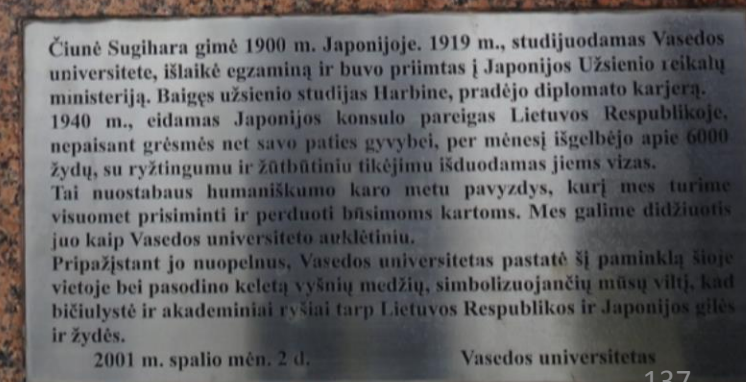 Čiunė Sugihara gimė 1900 m. Japonijoje. 1919 m., studijuodamas Vasedos
universitete, išlaikė egzaminą ir buvo priimtas į Japonijos Užsienio reikalų
ministeriją. Baigęs užsienio studijas Harbine, pradėjo diplomato karjerą.
1940 m., eidamas Japonijos konsulo pareigas Lietuvos Respublikoje,
nepaisant grėsmės net savo paties gyvybei, per mėnesį išgelbėjo apie 6000
žydų, su ryžtingumu ir žūtbūtiniu tikėjimu išduodamas jiems vizas.
Tai nuostabaus humaniškumo karo metu pavyzdys, kurį mes turime
visuomet prisiminti ir perduoti būsimoms kartoms. Mes galime didžiuotis
juo kaip Vasedos universiteto auklėtiniu.
Pripažįstant jo nuopelnus, Vasedos universitetas pastatė šį paminklą šioje
vietoje bei pasodino keletą vyšnių medžių, simbolizuojančių mūsų viltį, kad
bičiulystė ir akademiniai ryšiai tarp Lietuvos Respublikos ir Japonijos gilės
ir žydės.
2001 m. spalio mėn. 2 d. Vasedos universitetas
137